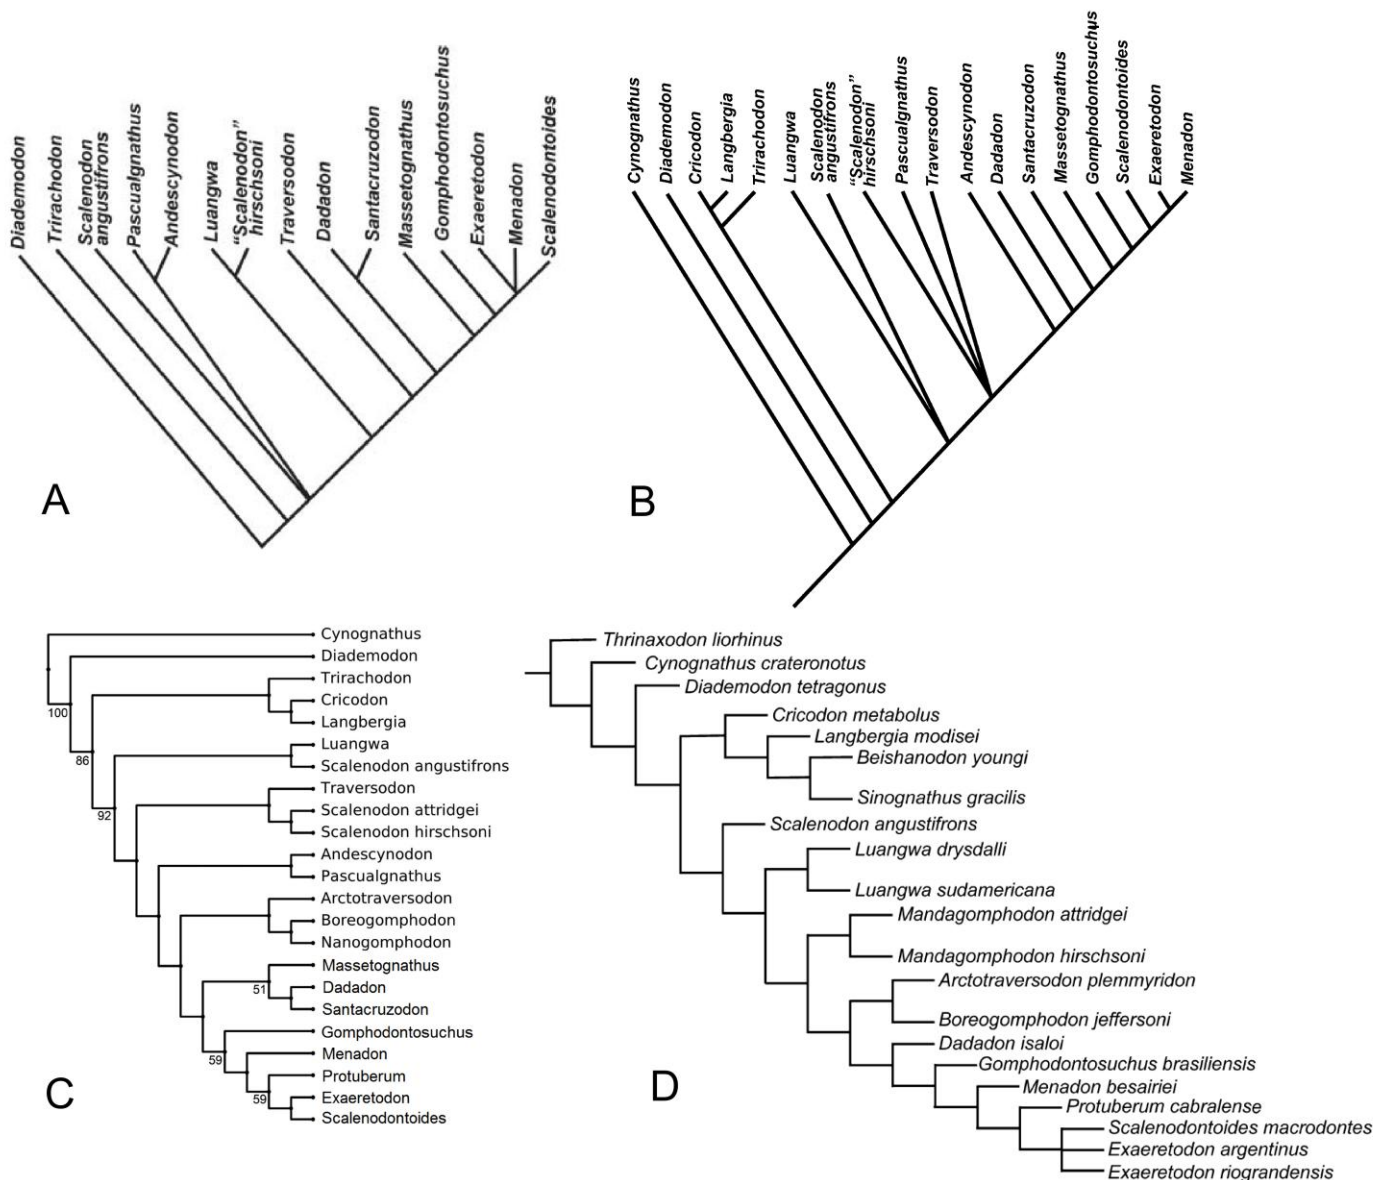 Diademodon
Trirachodon
Scalenodon
angustifrons
Pascualgnathus
Andescynodon
Luangwa
“Scalenodon”
hirschsoni
Traversodon
Dadadon
Santacruzodon
Massetognathus
Gomphodontosuchus
Exaeretodon
Menadon
Scalenodontoides
A
Cynognathus
Diademodon
Cricodon
Langbergia
Trirachodon
Luangwa
Scalenodon
angustifrons
“Scalenodon”
hirschsoni
Pascualgnathus
Traversodon
Andescynodon
Dadadon
Santacruzodon
Massetognathus
Gomphodontosuchus
Scalenodontoides
Exaeretodon
Menadon
B
Cynognathus
Diademodon
100
Trirachodon
Cricodon
Langbergia
86
Luangwa
Scalenodon angustifrons
92
Traversodon
Scalenodon attridgei
Scalenodon hirschsoni
Andescynodon
Pascualgnathus
Arctotraversodon
Boreogomphodon
Nanogomphodon
Massetognathus
51
Dadadon
Santacruzodon
Gomphodontosuchus
59
Menadon
Protuberum
59
Exaeretodon
Scalenodontoides
C
Thrinaxodon liorhinus
Cynognathus crateronotus
Diademodon tetragonus
Cricodon metabolus
Langbergia modisei
Beishanodon youngi
Sinognathus gracilis
Scalenodon angustifrons
Luangwa drysdalli
Luangwa sudamericana
Mandagomphodon attridgei
Mandagomphodon hirschsoni
Arctotraversodon plemmyridon
Boreogomphodon jeffersoni
Dadadon isaloi
Gomphodontosuchus brasiliensis
Menadon besairiei
Protuberum cabralense
Scalenodontoides macrodontes
Exaeretodon argentinus
Exaeretodon riograndensis
D